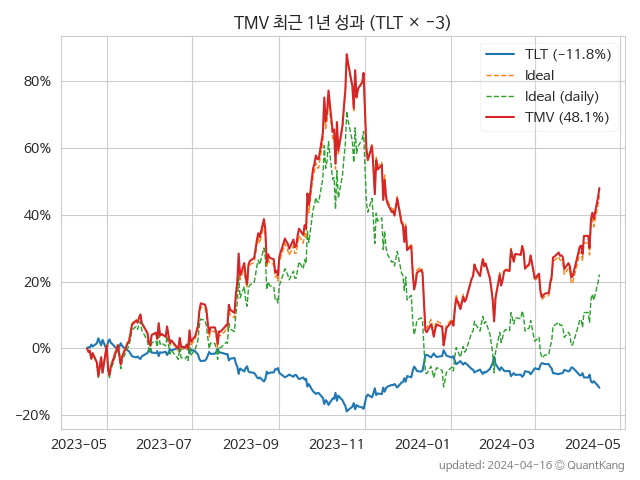 TMV 최근 1년 성과 (TLT × −3)
TLT (−11.8%)
Ideal
Ideal (daily)
TMV (48.1%)
80%
60%
40%
20%
0%
−20%
2023-05 2023-07 2023-09 2023-11 2024-01 2024-03 2024-05
updated: 2024-04-16 © QuantKang